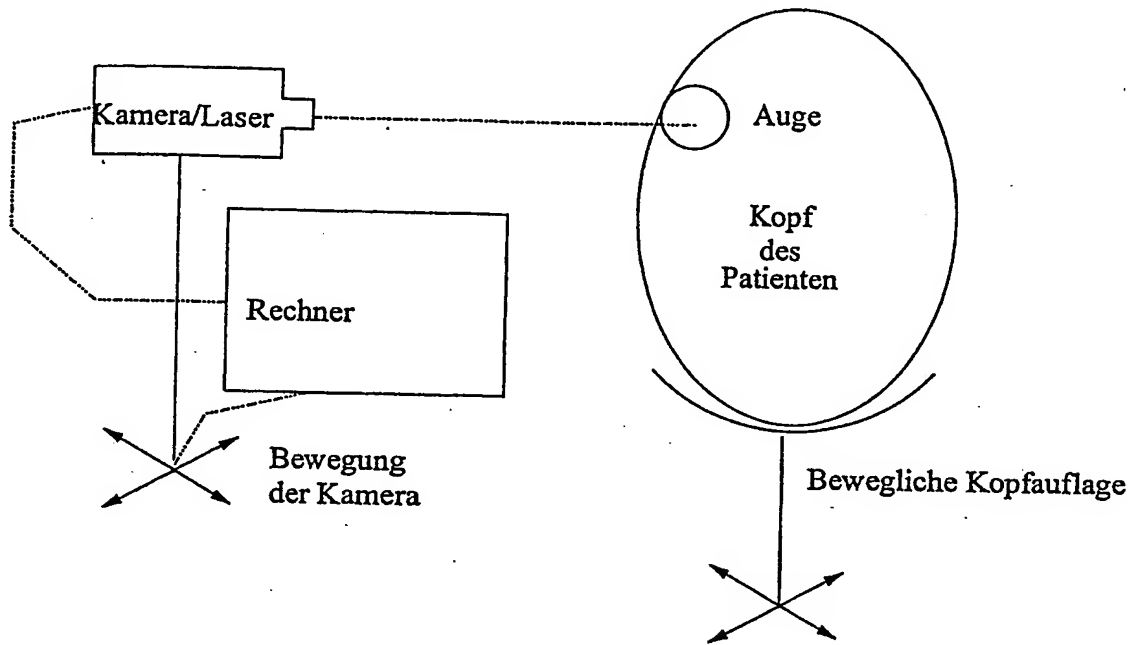 Kamera/Laser
Auge
Kopf
des
Patienten
Rechner
Bewegung
der Kamera
Bewegliche Kopfauflage